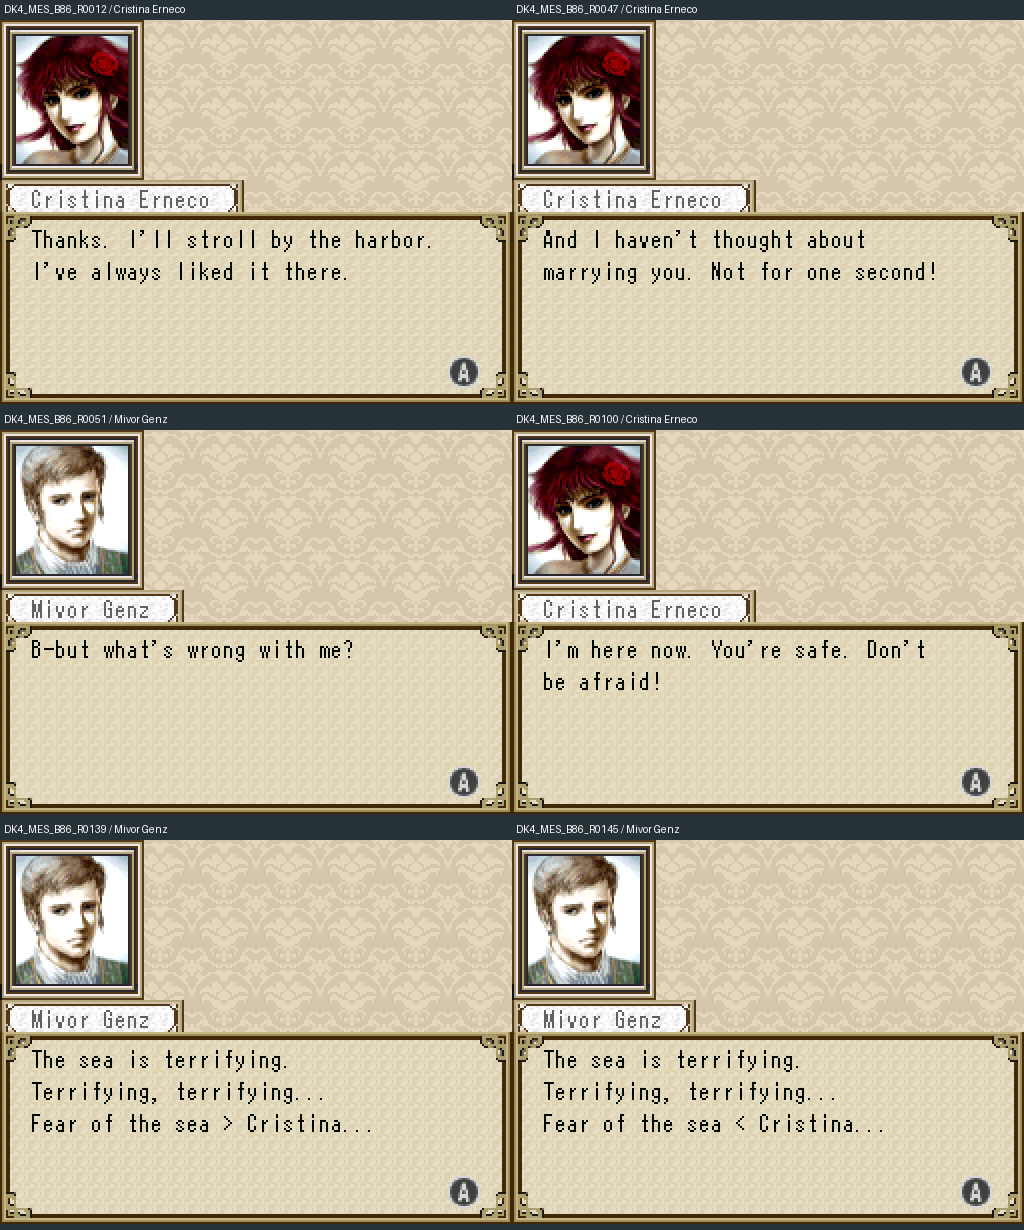 DK4_MES_B86_R0012 / Cristina Erneco
Cristina Erneco
Thanks. I'll stroll by the harbor.
I've always liked it there.
A
DK4_MES_B86_R0047 / Cristina Erneco
Cristina Erneco
And I haven't thought about
marrying you. Not for one second!
A
DK4_MES_B86_R0051 / Mivor Genz
Mivor Genz
B-but what's wrong with me?
A
DK4_MES_B86_R0100 / Cristina Erneco
Cristina Erneco
I'm here now. You're safe. Don't
be afraid!
A
DK4_MES_B86_R0139 / Mivor Genz
Mivor Genz
The sea is terrifying.
Terrifying, terrifying...
Fear of the sea > Cristina...
A
DK4_MES_B86_R0145 / Mivor Genz
Mivor Genz
The sea is terrifying.
Terrifying, terrifying...
Fear of the sea < Cristina...
A